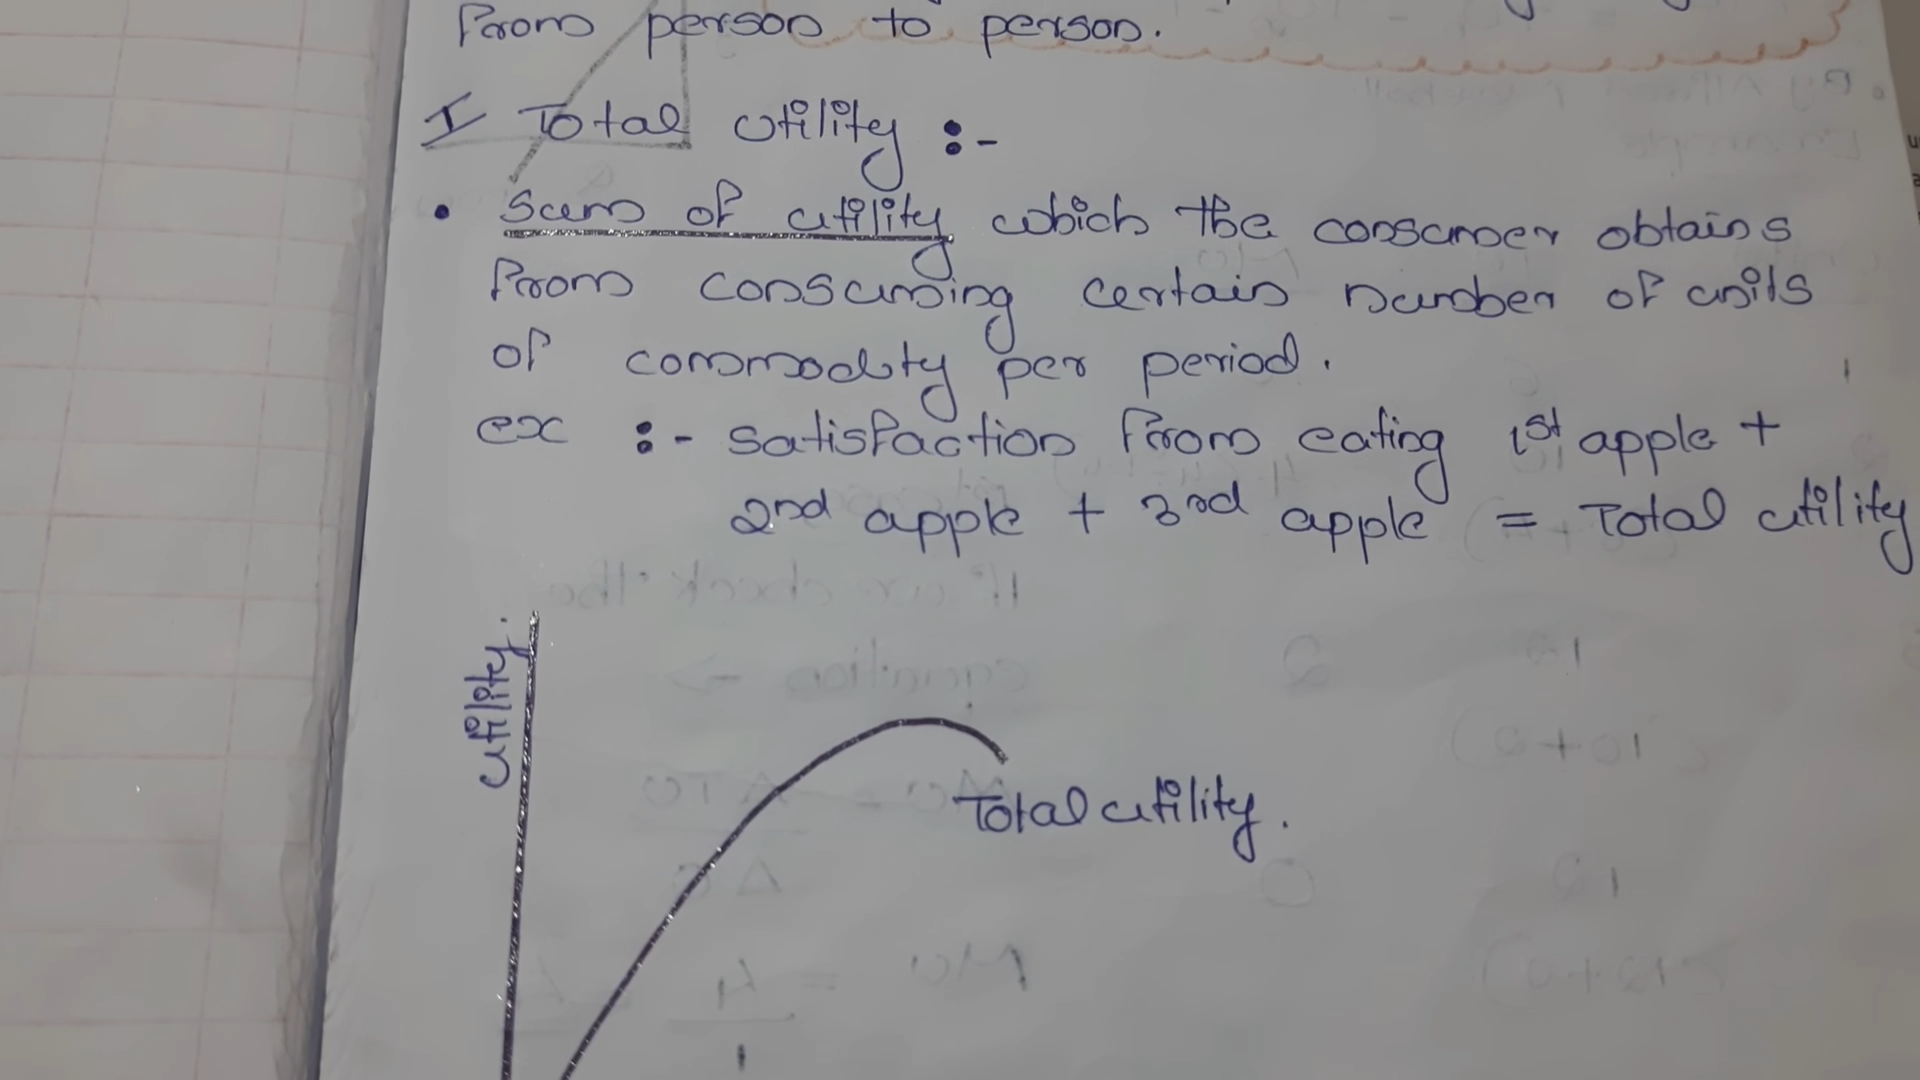 From person to person.
I Total utility :-
• Sum of utility which the consumer obtains
from consuming certain number of units
of commodity per period.
ex :- satisfaction from eating 1st apple +
2nd apple + 3rd apple = Total utility
utility.
Total utility.